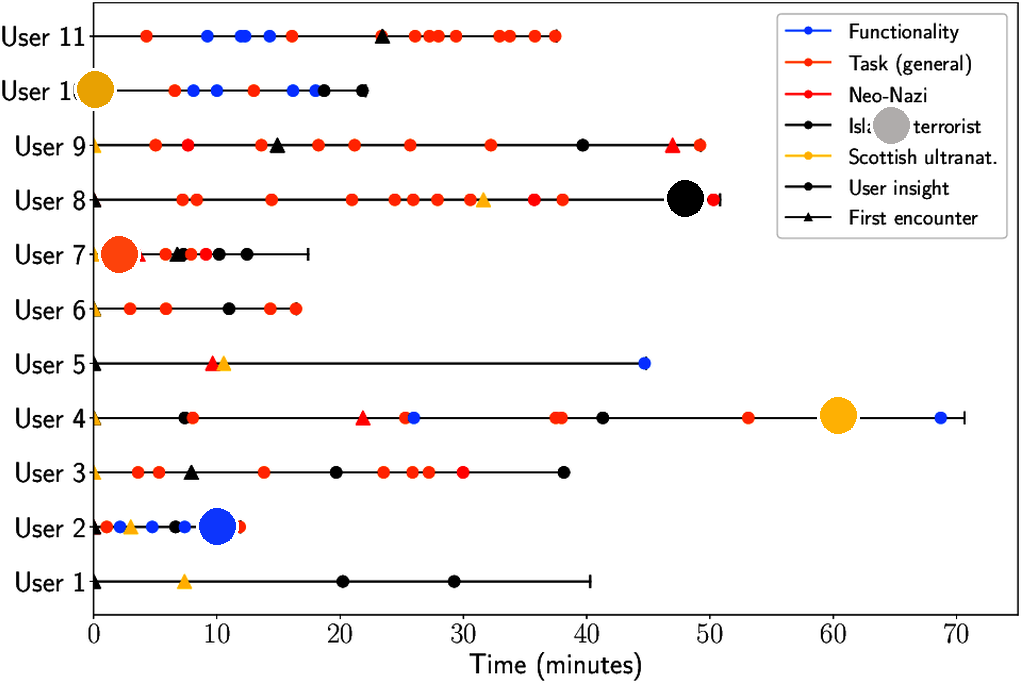 User 11
User
User 9
User 8
User 7
User 6
User 5
User 4
User 3
User 2
User 1
0 10 20 30 40 50 60 70
Time (minutes)
Functionality
Task (general)
Neo-Nazi
terrorist
Scottish ultranat.
User insight
First encounter